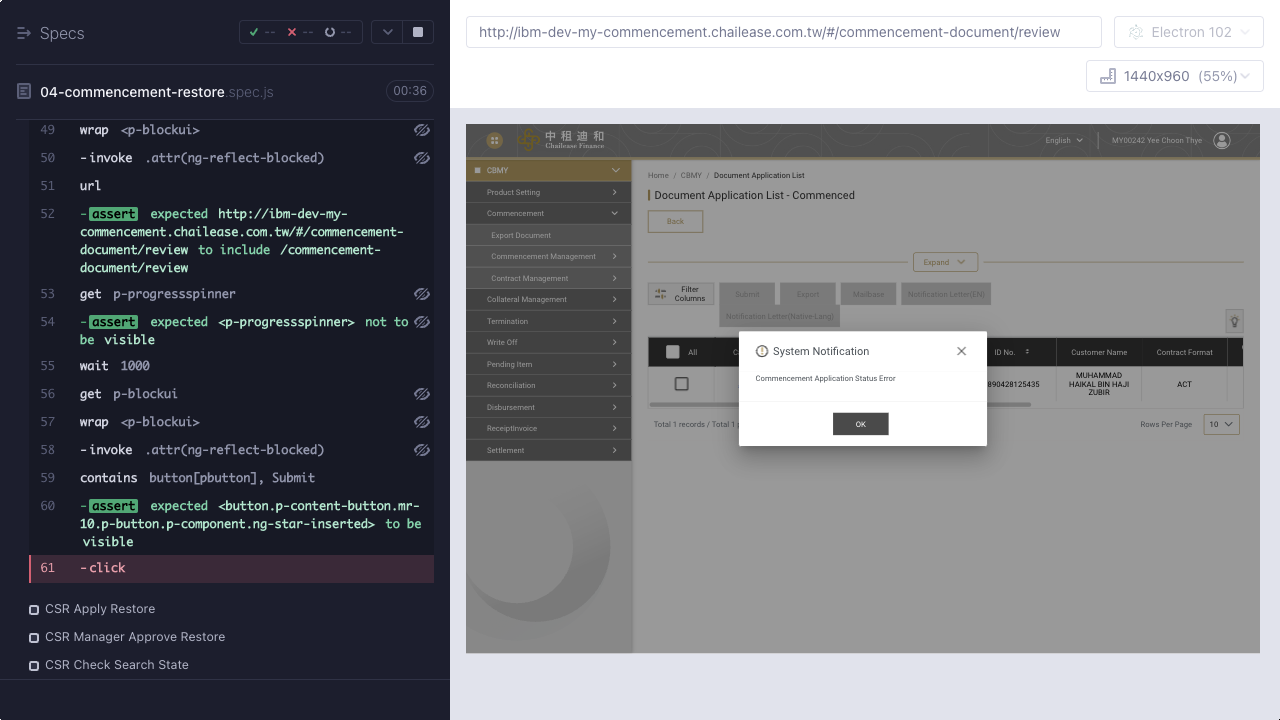 Specs
--
--
--
http://ibm-dev-my-commencement.chailease.com.tw/#/commencement-document/review
Electron 102
1440x960 (55%)
04-commencement-restore.spec.js
00:36
49 wrap <p-blockui>
50 -invoke .attr(ng-reflect-blocked)
51 url
52 -assert expected http://ibm-dev-my-
commencement.chailease.com.tw/#/commencement-
document/review to include /commencement-
document/review
53 get p-progressspinner
54 -assert expected <p-progressspinner> not to
be visible
55 wait 1000
56 get p-blockui
57 wrap <p-blockui>
58 -invoke .attr(ng-reflect-blocked)
59 contains button[pbutton], Submit
60 -assert expected <button.p-content-button.mr-
10.p-button.p-component.ng-star-inserted> to be
visible
61 -click
CSR Apply Restore
CSR Manager Approve Restore
CSR Check Search State
中租迪和
Chailease Finance
English
MY00242 Yee Choon Thye
CBMY
Product Setting
Commencement
Export Document
Commencement Management
Contract Management
Collateral Management
Termination
Write Off
Pending Item
Reconciliation
Disbursement
ReceiptInvoice
Settlement
Home / CBMY / Document Application List
Document Application List - Commenced
Back
Expand
Filter
Columns
Submit
Export
Mailbase
Notification Letter(EN)
Notification Letter(Native Lang)
All
ID No.
Customer Name
Contract Format
890428125435
MUHAMMAD
HAIKAL BIN HAJI
ZUBIR
ACT
Total 1 records / Total 1
Rows Per Page
10
System Notification
Commencement Application Status Error
OK